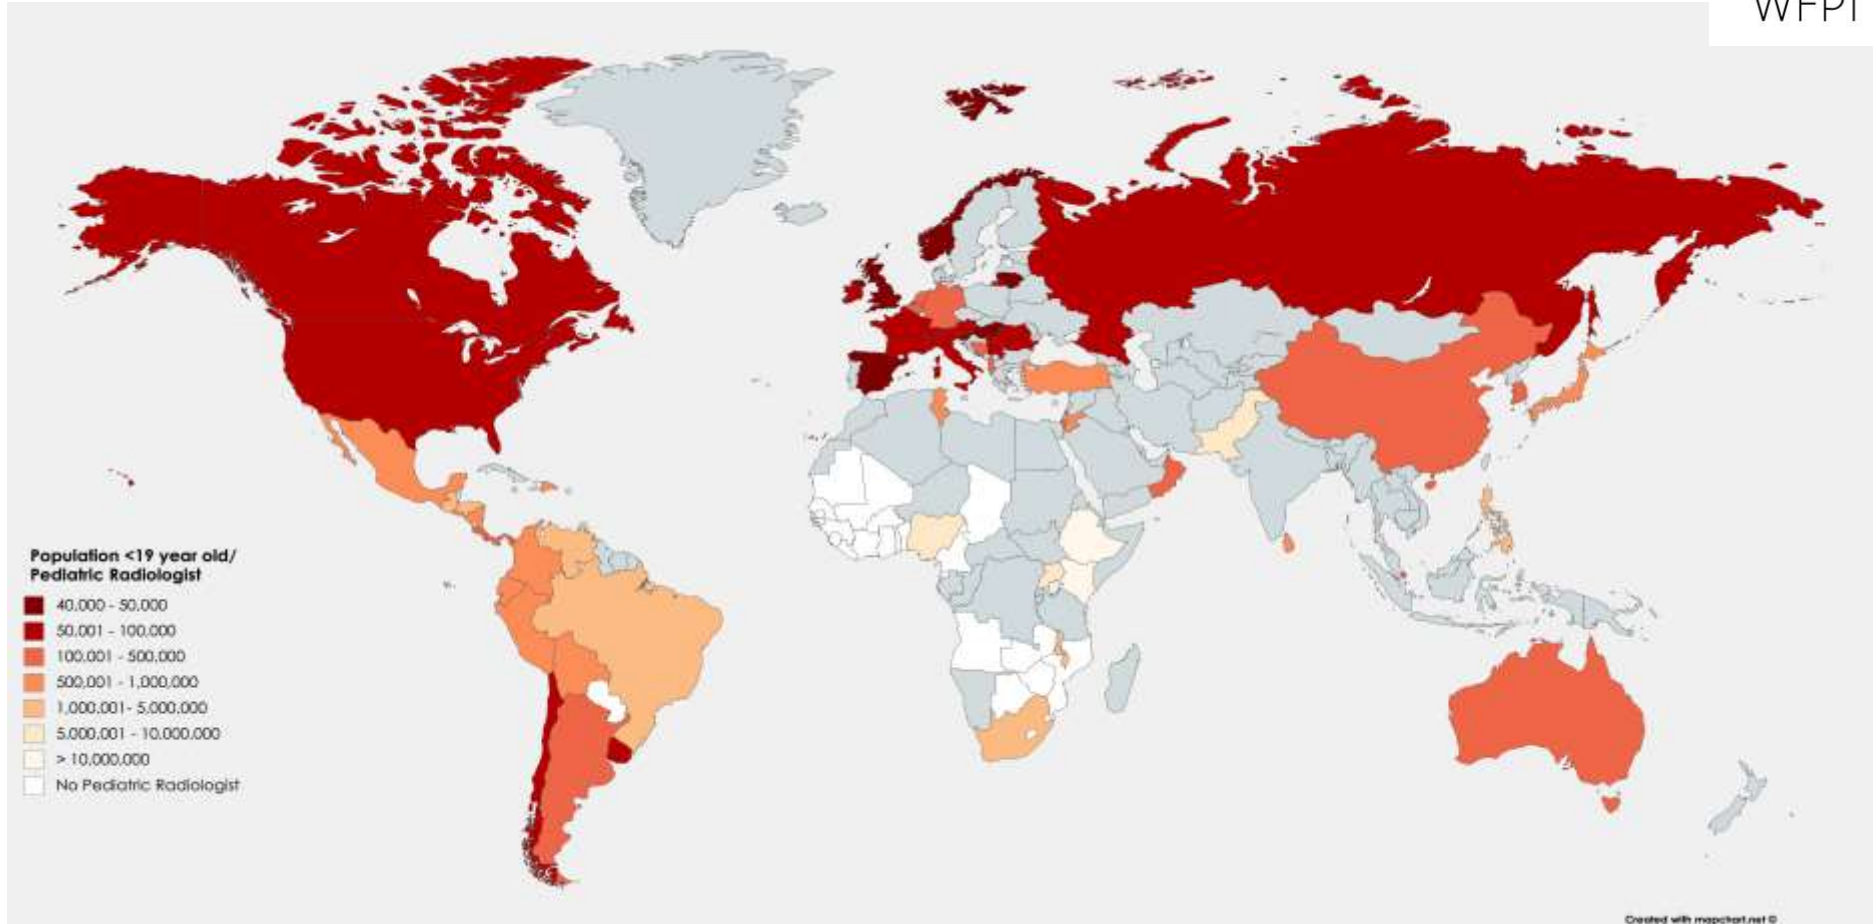 WFPI
Population <19 year old/
Pediatric Radiologist
40.000 - 50.000
50.001 - 100.000
100.001 - 500.000
500,001 - 1,000,000
1.000.001- 5.000.000
5.000.001 - 10.000.000
> 10.000.000
No Pediatric Radiologist
Created with mapchart.net ©